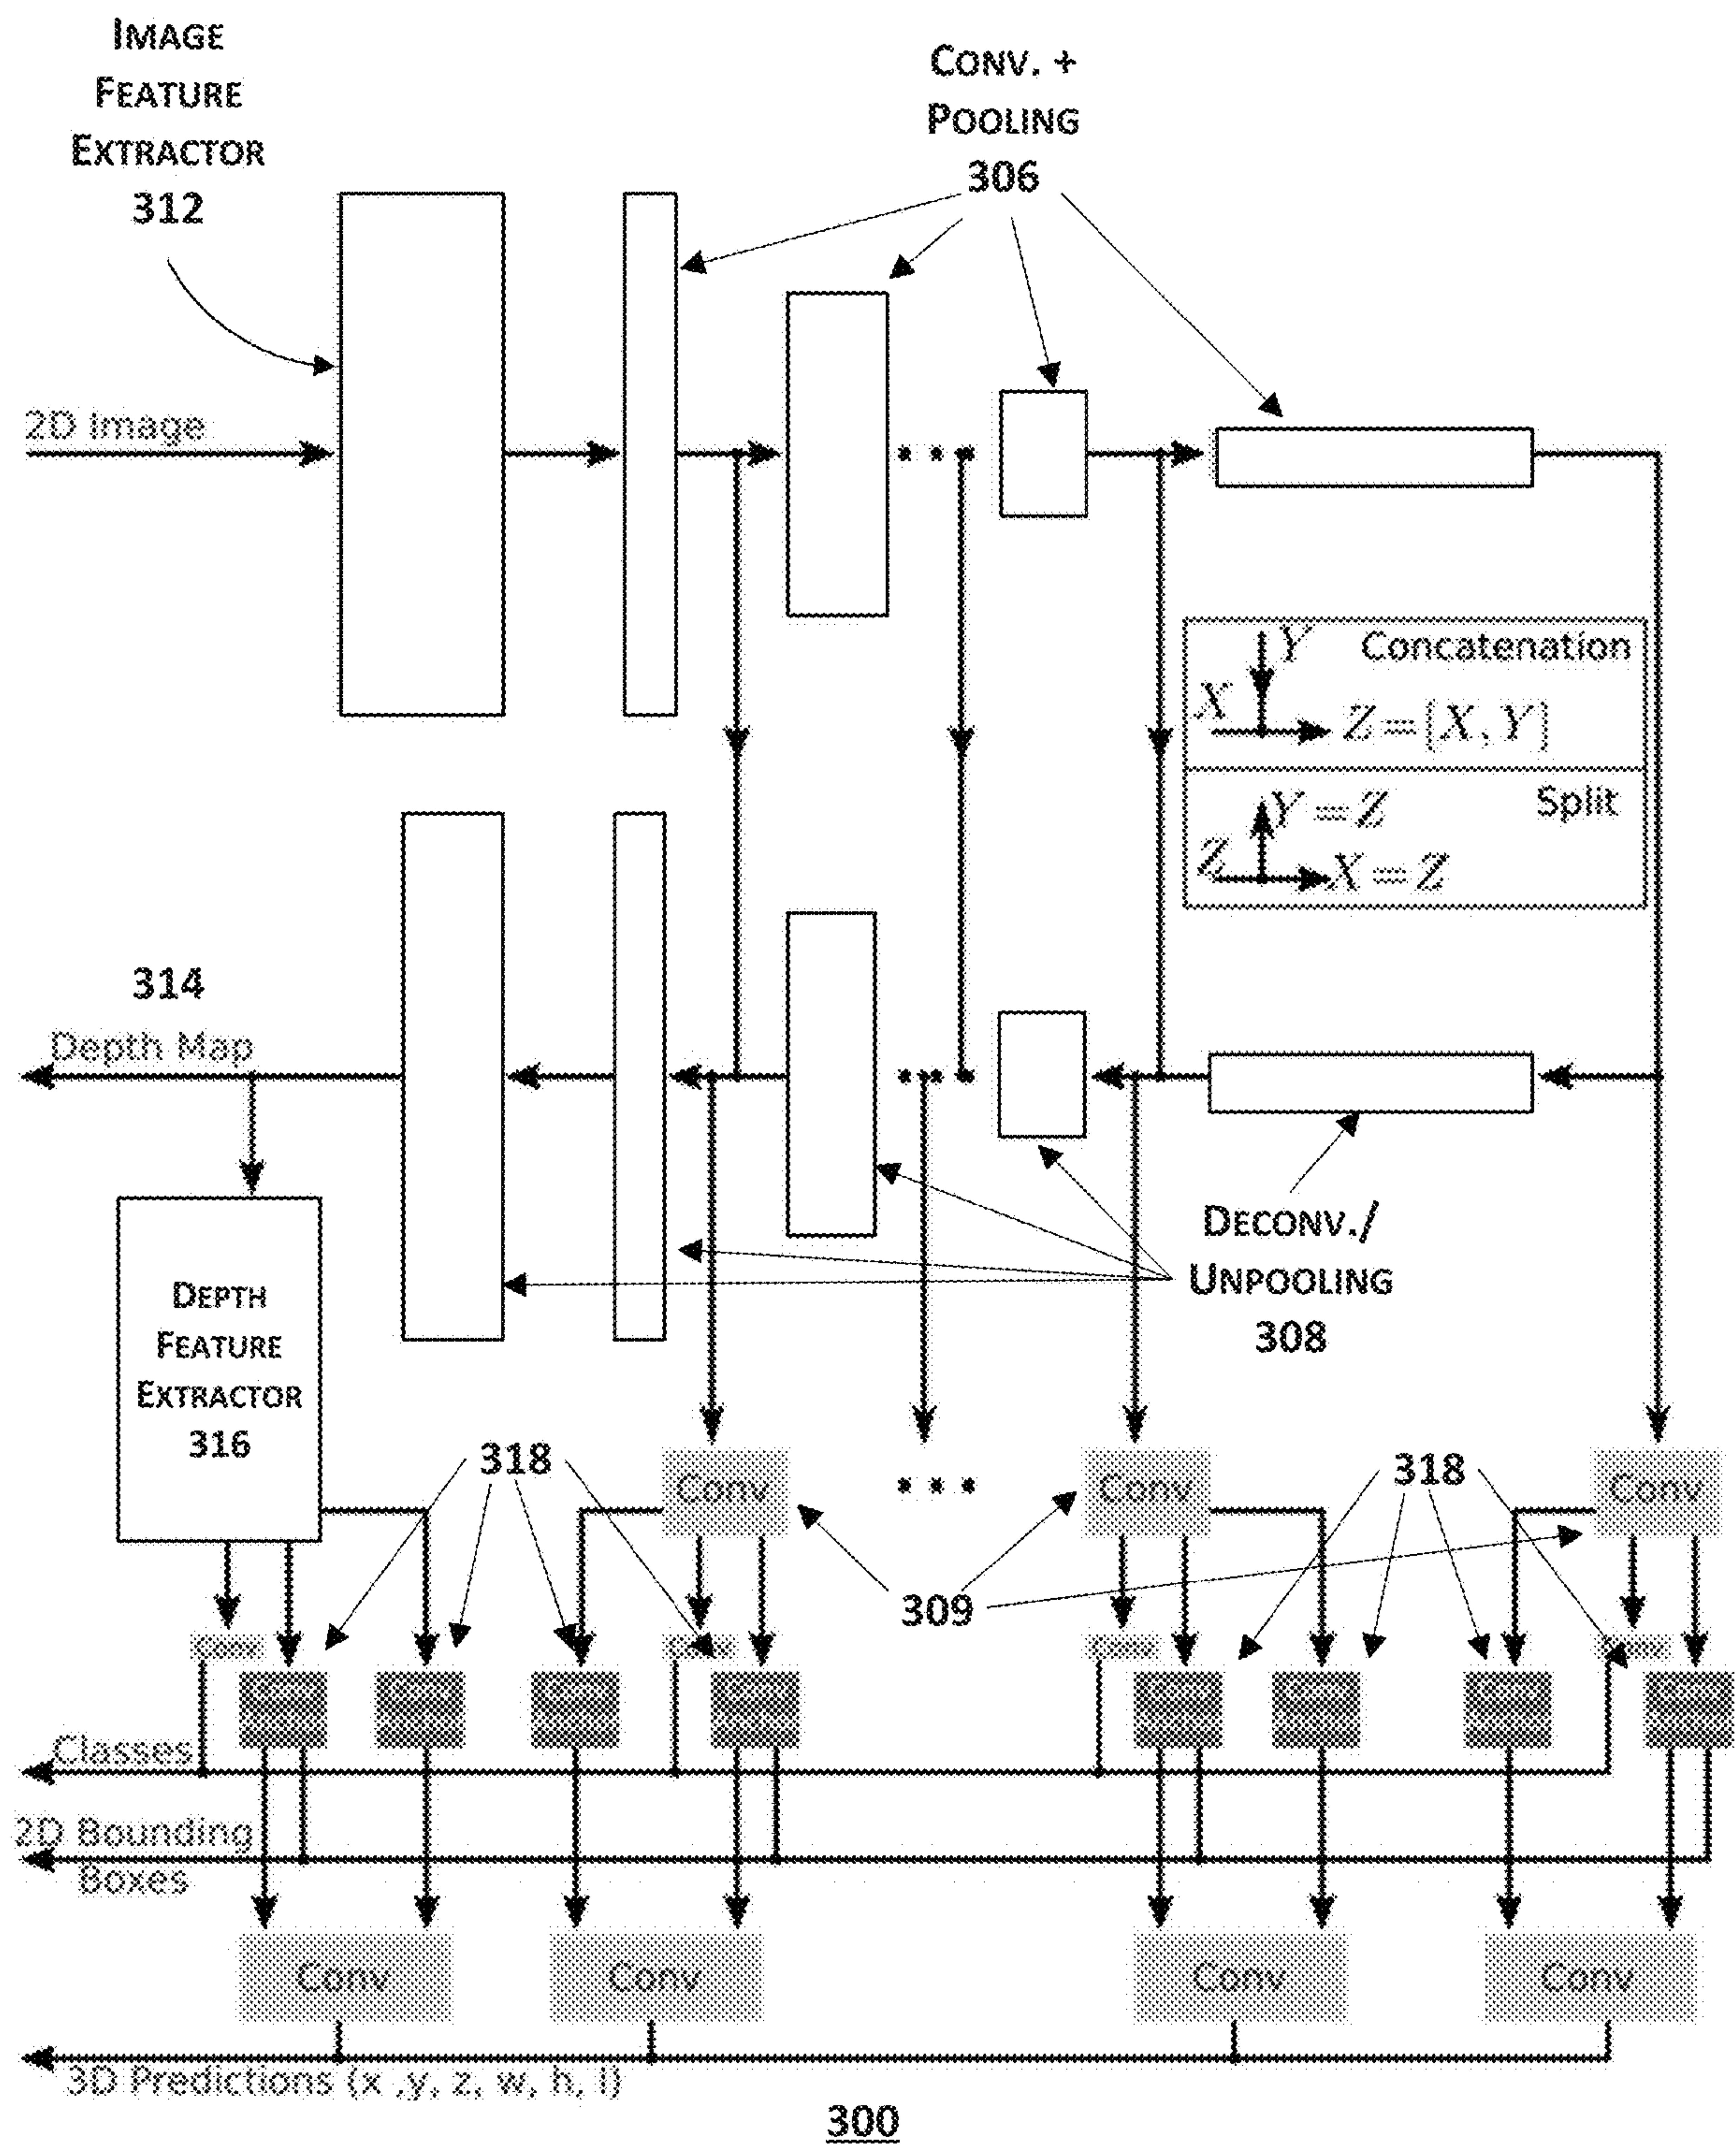 IMAGE
FEATURE
EXTRACTOR
312
CONV. +
POOLING
306
2D Image
Y Concatenation
X Z=[X,Y]
Y=Z Split
Z X=Z
314
Depth Map
DECONV./
UNPOOLING
308
DEPTH
FEATURE
EXTRACTOR
316
318
Conv
Conv
318
Conv
309
Classes
2D Bounding
Boxes
Conv
Conv
Conv
Conv
3D Predictions (x ,y, z, w, h, l)
300